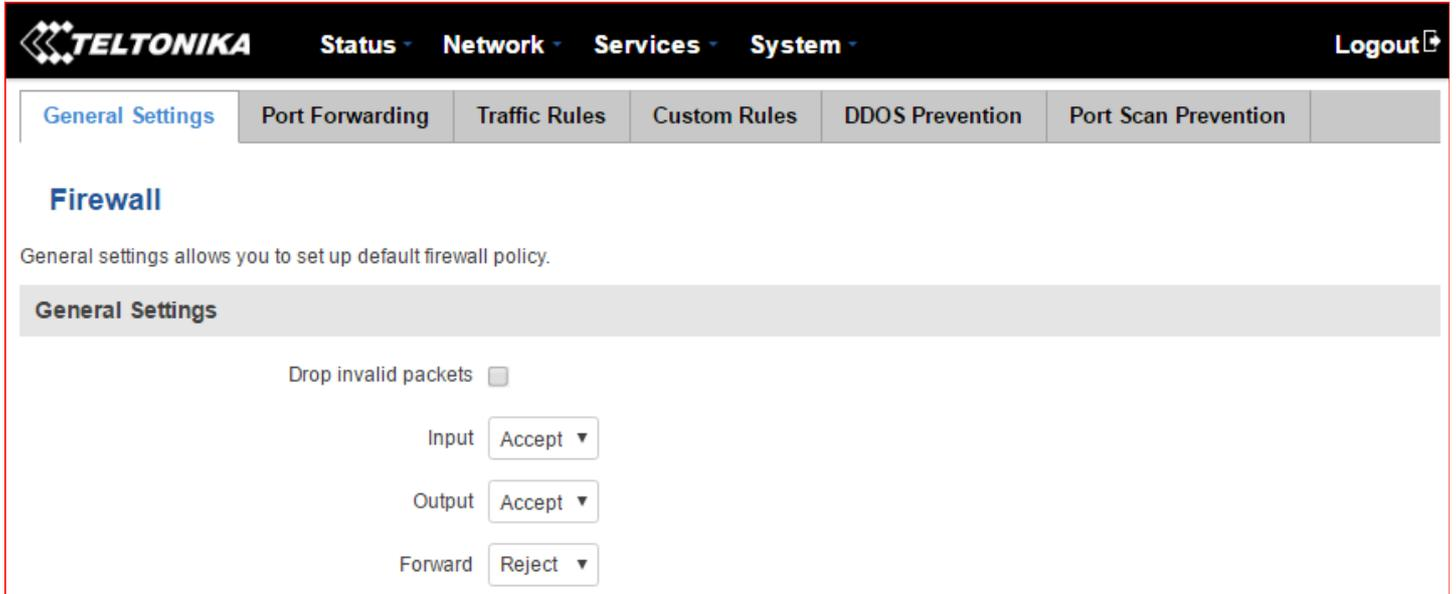 TELTONIKA Status Network Services System Logout
General Settings Port Forwarding Traffic Rules Custom Rules DDOS Prevention Port Scan Prevention
Firewall
General settings allows you to set up default firewall policy.
General Settings
Drop invalid packets
Input Accept
Output Accept
Forward Reject